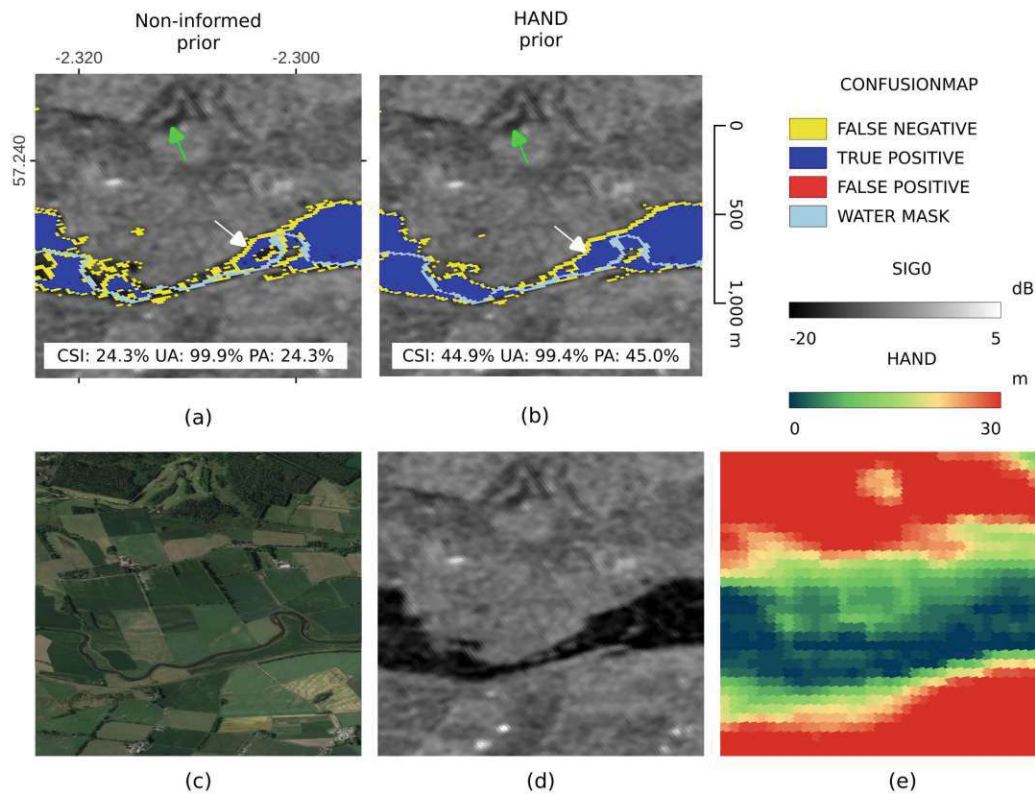 Non-informed
prior
HAND
prior
-2.320
-2.300
57.240
CSI: 24.3% UA: 99.9% PA: 24.3%
(a)
CSI: 44.9% UA: 99.4% PA: 45.0%
(b)
0
500
1,000 m
CONFUSIONMAP
FALSE NEGATIVE
TRUE POSITIVE
FALSE POSITIVE
WATER MASK
SIG0
dB
-20
5
HAND
m
0
30
(c)
(d)
(e)